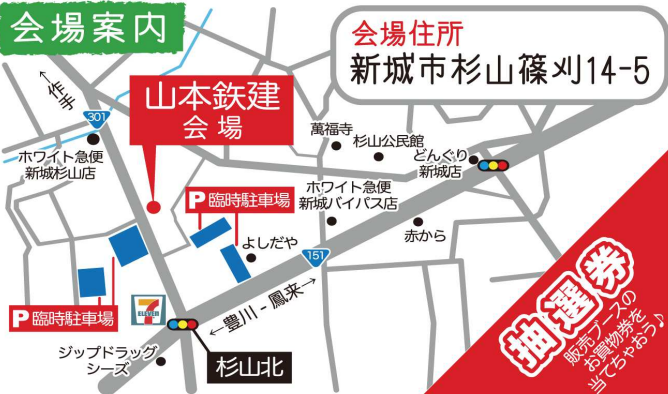 会場案内
会場住所
新城市杉山篠刈14-5
←作手
301
山本鉄建
会場
ホワイト急便
新城杉山店
萬福寺
杉山公民館
どんぐり
新城店
P臨時駐車場
ホワイト急便
新城バイパス店
よしだや
赤から
151
P臨時駐車場
7
ELEVEN
←豊川-鳳来→
ジップドラッグ
シーズ
杉山北
抽選券
販売ブースの
お買物券を
当てちゃおう♪